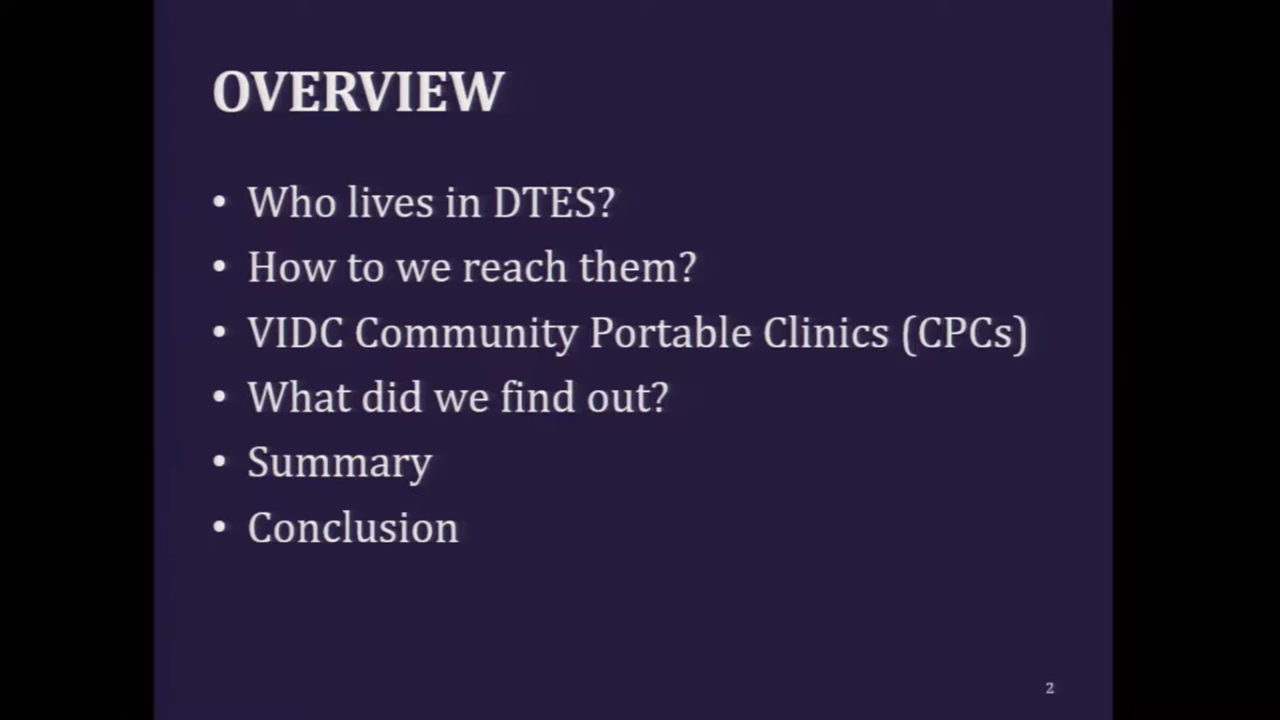 OVERVIEW
• Who lives in DTES?
• How to we reach them?
• VIDC Community Portable Clinics (CPCs)
• What did we find out?
• Summary
• Conclusion
2